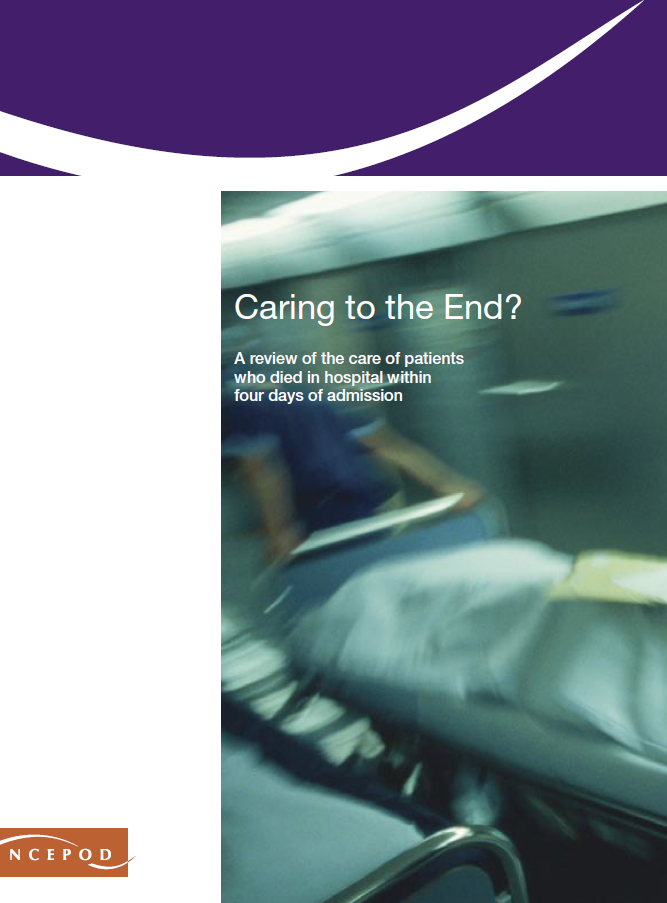 Caring to the End?
A review of the care of patients
who died in hospital within
four days of admission
NCEPOD